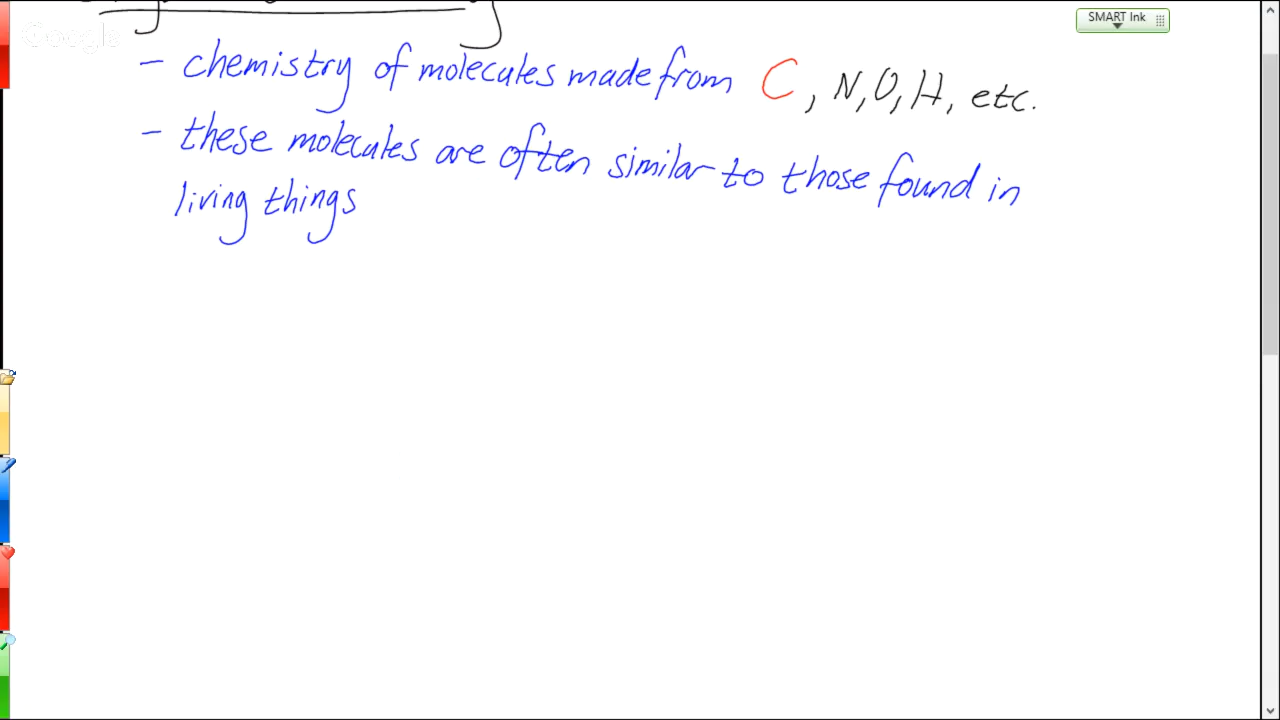 Google
SMART Ink
- chemistry of molecules made from C, N, O, H, etc.
- these molecules are often similar to those found in
living things